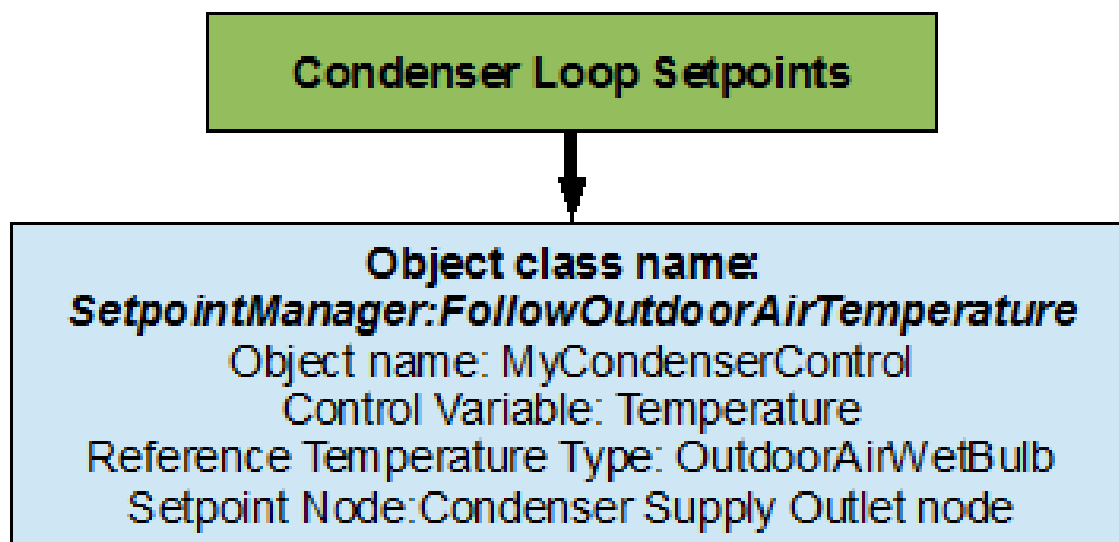 Condenser Loop Setpoints
Object class name:
SetpointManager:FollowOutdoorAirTemperature
Object name: MyCondenserControl
Control Variable: Temperature
Reference Temperature Type: OutdoorAirWetBulb
Setpoint Node:Condenser Supply Outlet node